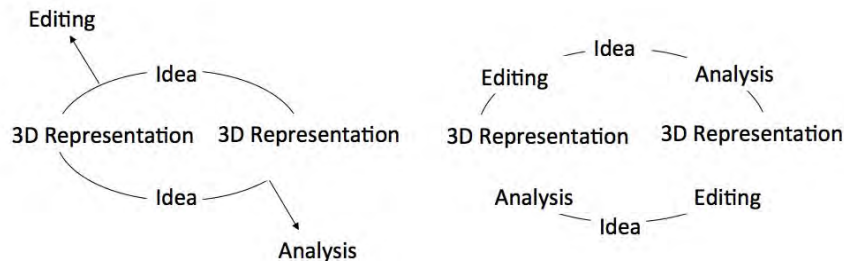 Editing
Idea
3D Representation 3D Representation
Idea
Analysis
Idea
Editing Analysis
3D Representation 3D Representation
Analysis Editing
Idea